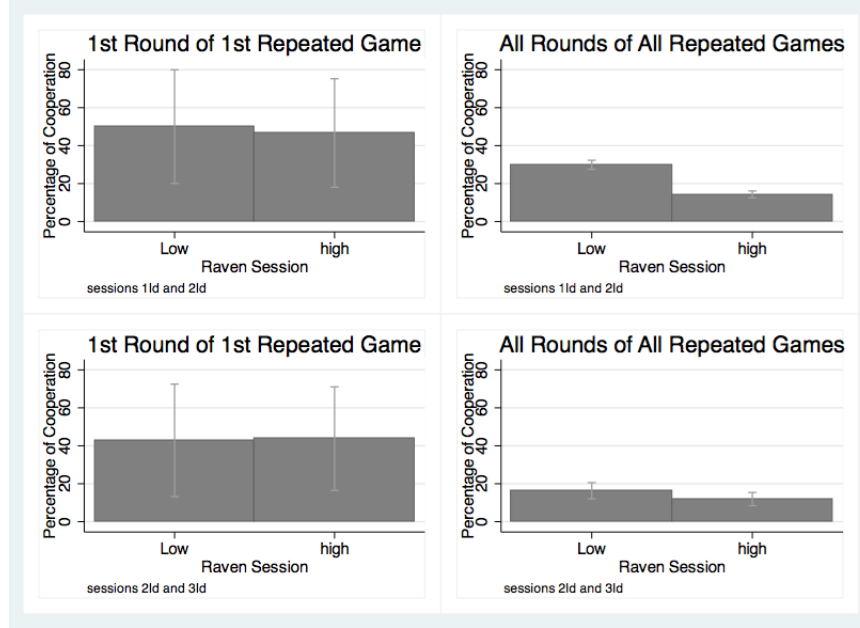 1st Round of 1st Repeated Game
Percentage of Cooperation
80
60
40
20
0
Low
high
Raven Session
sessions 1ld and 2ld
All Rounds of All Repeated Games
Percentage of Cooperation
80
60
40
20
0
Low
high
Raven Session
sessions 1ld and 2ld
1st Round of 1st Repeated Game
Percentage of Cooperation
80
60
40
20
0
Low
high
Raven Session
sessions 2ld and 3ld
All Rounds of All Repeated Games
Percentage of Cooperation
80
60
40
20
0
Low
high
Raven Session
sessions 2ld and 3ld